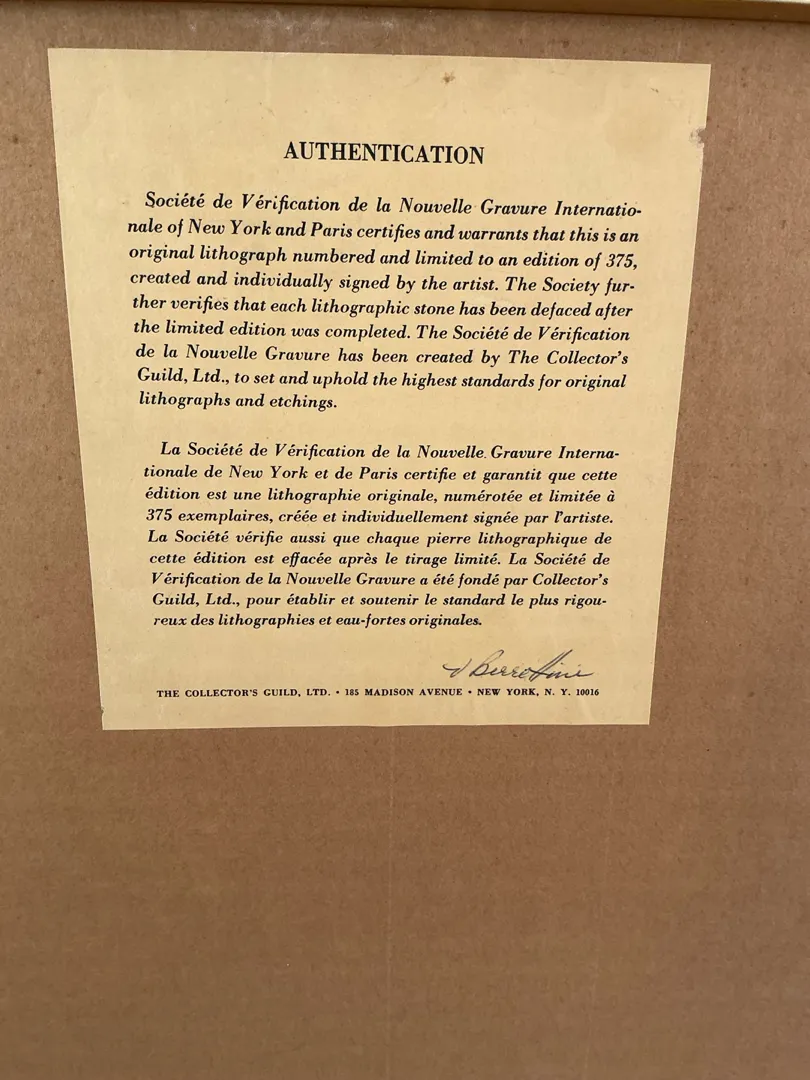 AUTHENTICATION
Société de Vérification de la Nouvelle Gravure Internatio-
nale of New York and Paris certifies and warrants that this is an
original lithograph numbered and limited to an edition of 375,
created and individually signed by the artist. The Society fur-
ther verifies that each lithographic stone has been defaced after
the limited edition was completed. The Société de Vérification
de la Nouvelle Gravure has been created by The Collector's
Guild, Ltd., to set and uphold the highest standards for original
lithographs and etchings.
La Société de Vérification de la Nouvelle Gravure Interna-
tionale de New York et de Paris certifie et garantit que cette
édition est une lithographie originale, numérotée et limitée à
375 exemplaires, créée et individuellement signée par l'artiste.
La Société vérifie aussi que chaque pierre lithographique de
cette édition est effacée après le tirage limité. La Société de
Vérification de la Nouvelle Gravure a été fondé par Collector's
Guild, Ltd., pour établir et soutenir le standard le plus rigou-
reux des lithographies et eau-fortes originales.
THE COLLECTOR'S GUILD, LTD. • 185 MADISON AVENUE • NEW YORK, N. Y. 10016